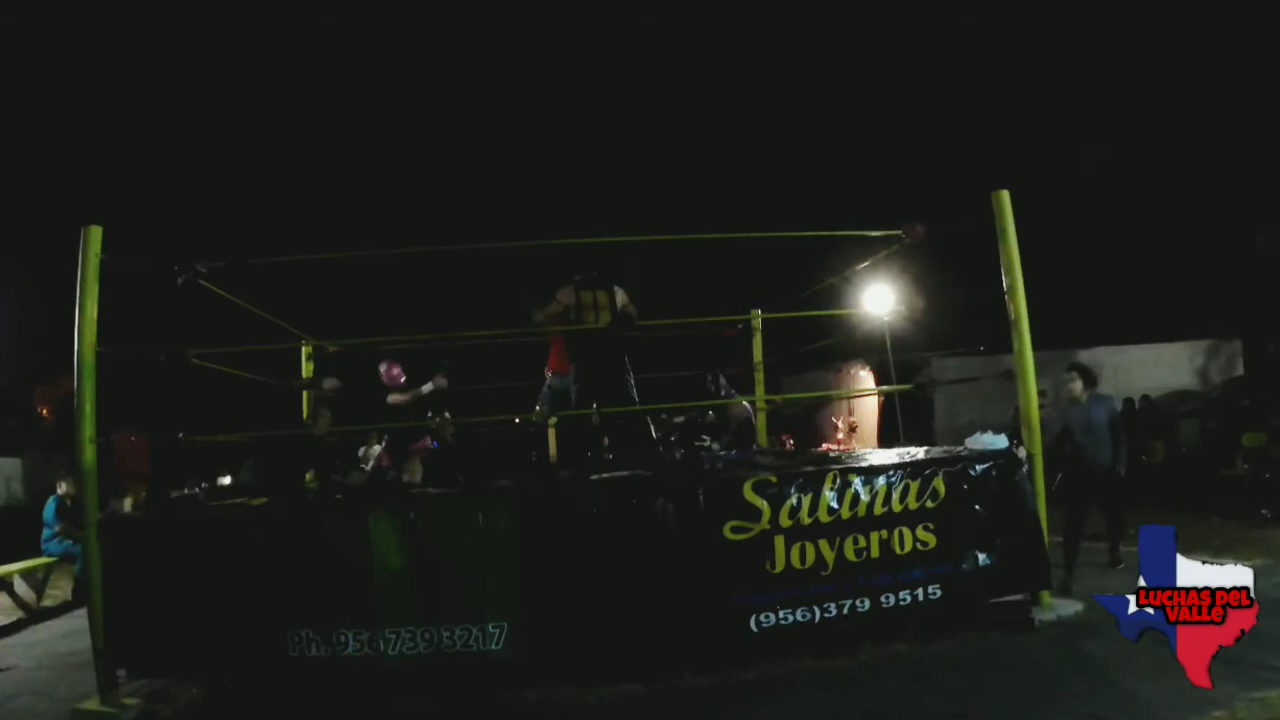 Salinas
Joyeros
(956)379 9515
Ph. 956 739 3217
LUCHAS DEL
VALLE